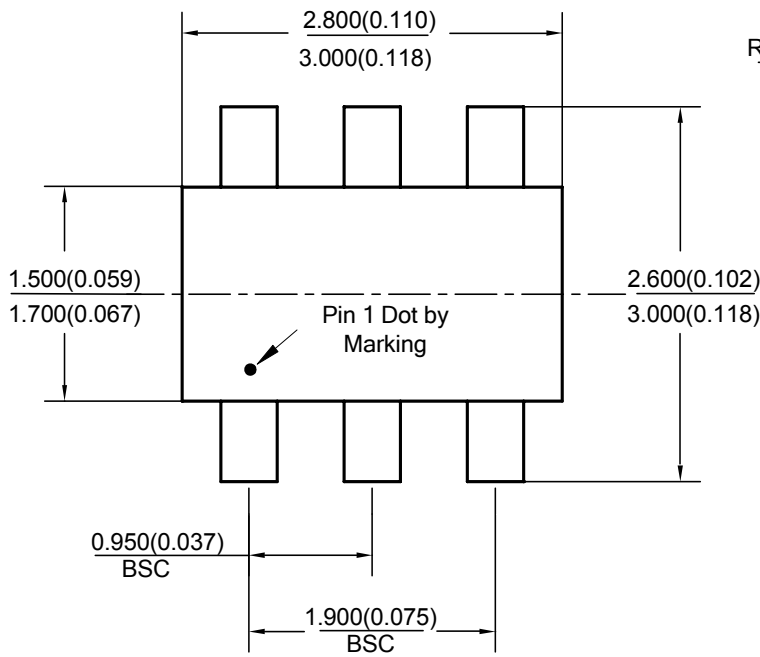 2.800(0.110)
3.000(0.118)
R
1.500(0.059)
1.700(0.067)
2.600(0.102)
3.000(0.118)
Pin 1 Dot by
Marking
0.950(0.037)
BSC
1.900(0.075)
BSC